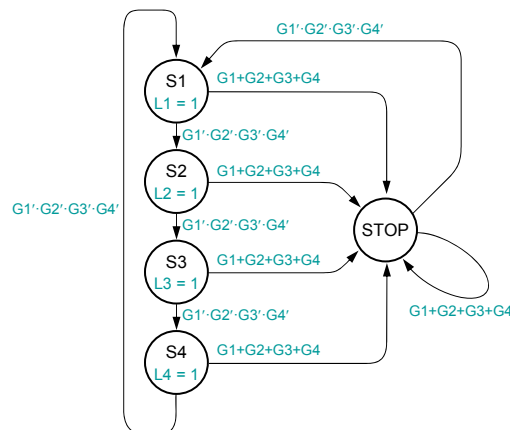 G1′·G2′·G3′·G4′
S1
L1 = 1
G1+G2+G3+G4
G1′·G2′·G3′·G4′
S2
L2 = 1
G1+G2+G3+G4
G1′·G2′·G3′·G4′
STOP
G1′·G2′·G3′·G4′
S3
L3 = 1
G1+G2+G3+G4
G1+G2+G3+G4
G1′·G2′·G3′·G4′
S4
L4 = 1
G1+G2+G3+G4